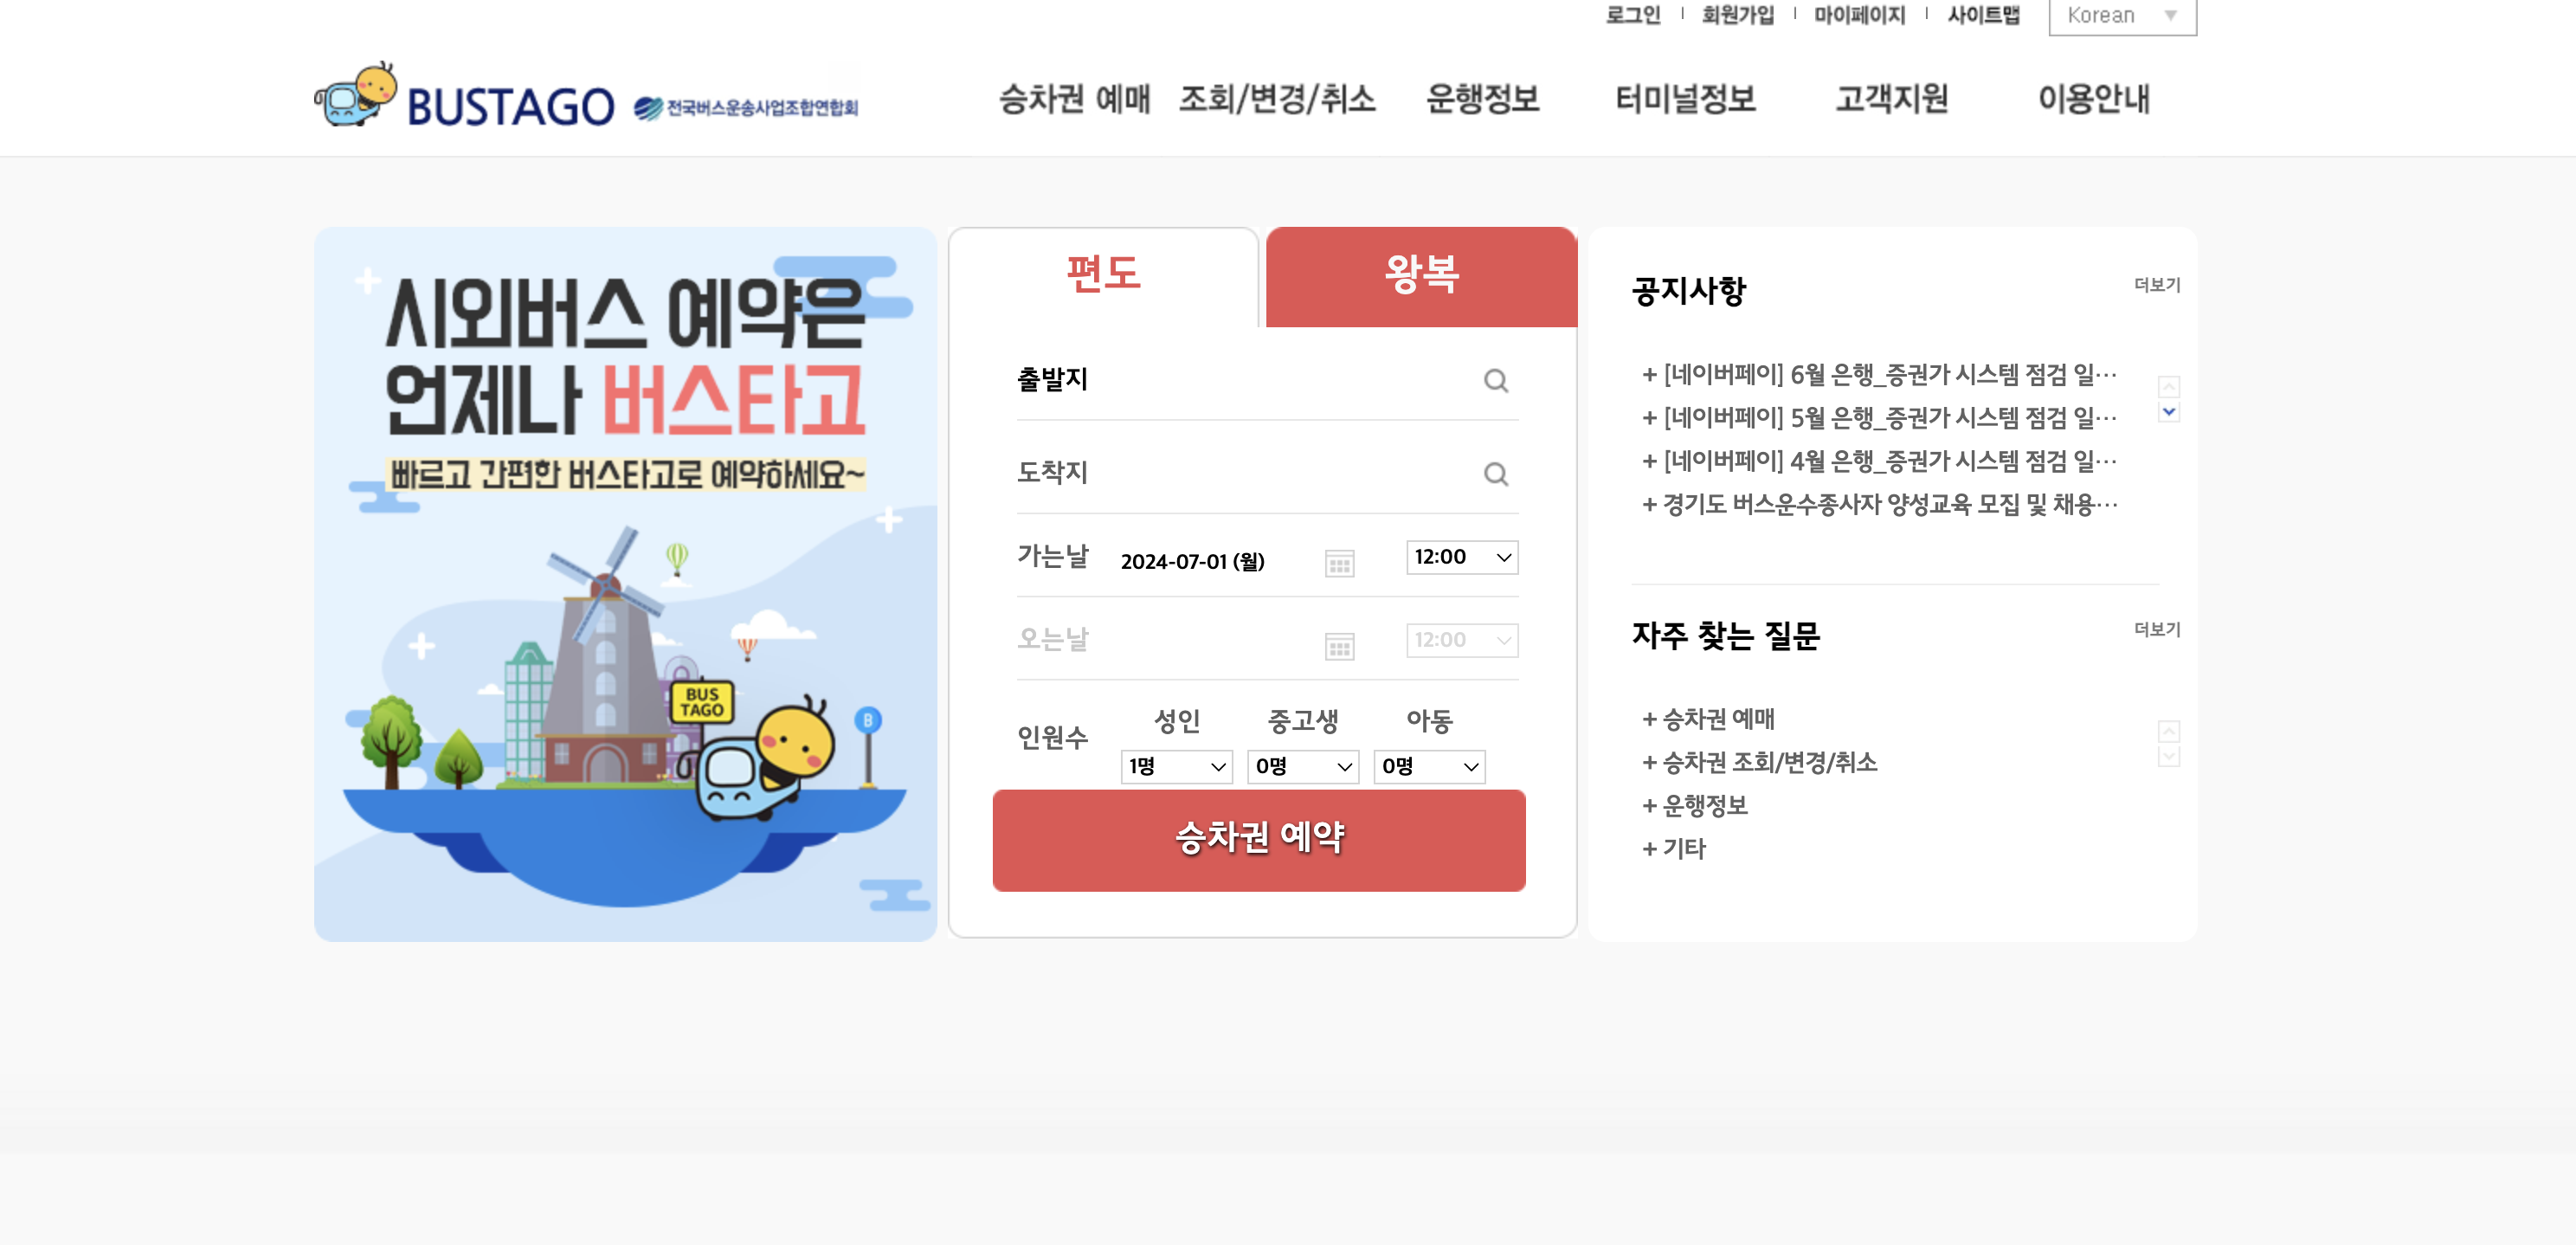 로그인 | 회원가입 | 마이페이지 | 사이트맵 Korean
BUSTAGO 전국버스운송사업조합연합회
승차권 예매 조회/변경/취소 운행정보 터미널정보 고객지원 이용안내
시외버스 예약은
언제나 버스타고
빠르고 간편한 버스타고로 예약하세요~
BUS
TAGO
B
편도 왕복
출발지
도착지
가는날 2024-07-01 (월) 12:00
오는날 12:00
인원수 성인 중고생 아동
1명 0명 0명
승차권 예약
공지사항 더보기
+ [네이버페이] 6월 은행_증권가 시스템 점검 일…
+ [네이버페이] 5월 은행_증권가 시스템 점검 일…
+ [네이버페이] 4월 은행_증권가 시스템 점검 일…
+ 경기도 버스운수종사자 양성교육 모집 및 채용…
자주 찾는 질문 더보기
+ 승차권 예매
+ 승차권 조회/변경/취소
+ 운행정보
+ 기타